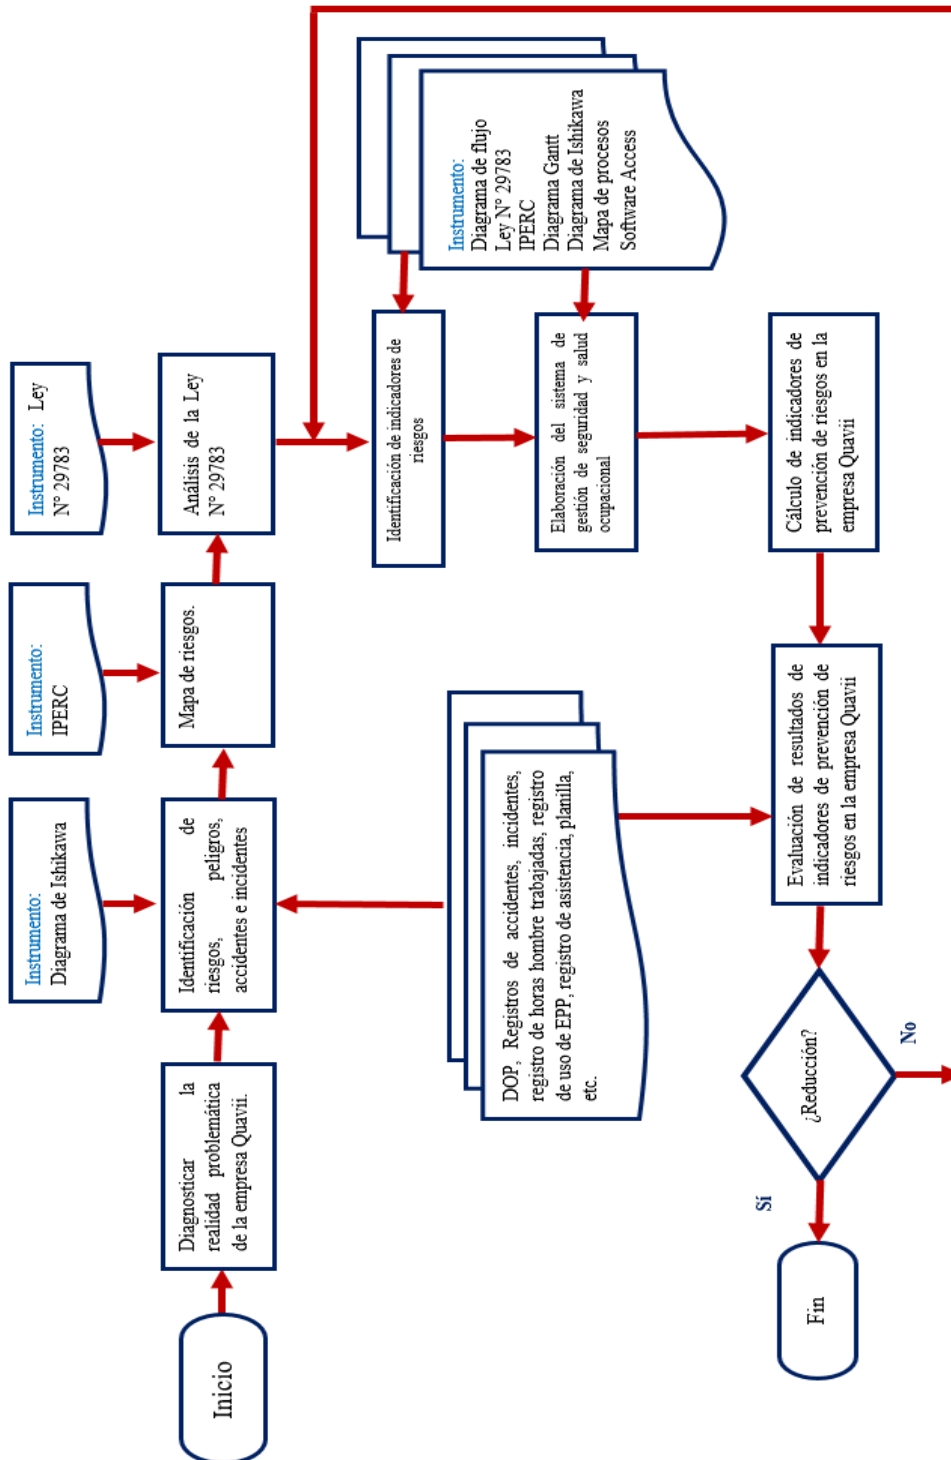 Inicio
Diagnosticar la
realidad problemática
de la empresa Quavii.
Instrumento:
Diagrama de Ishikawa
Identificación de
riesgos, peligros,
accidentes e incidentes
Instrumento:
IPERC
Mapa de riesgos.
Instrumento: Ley
N° 29783
Análisis de la Ley
N° 29783
Instrumento:
Diagrama de flujo
Ley N° 29783
IPERC
Diagrama Gantt
Diagrama de Ishikawa
Mapa de procesos
Software Access
Identificación de indicadores de
riesgos
Elaboración del sistema de
gestión de seguridad y salud
ocupacional
Cálculo de indicadores de
prevención de riesgos en la
empresa Quavii
DOP, Registros de accidentes, incidentes,
registro de horas hombre trabajadas, registro
de uso de EPP, registro de asistencia, planilla,
etc.
Evaluación de resultados de
indicadores de prevención de
riesgos en la empresa Quavii
¿Reducción?
Sí
No
Fin